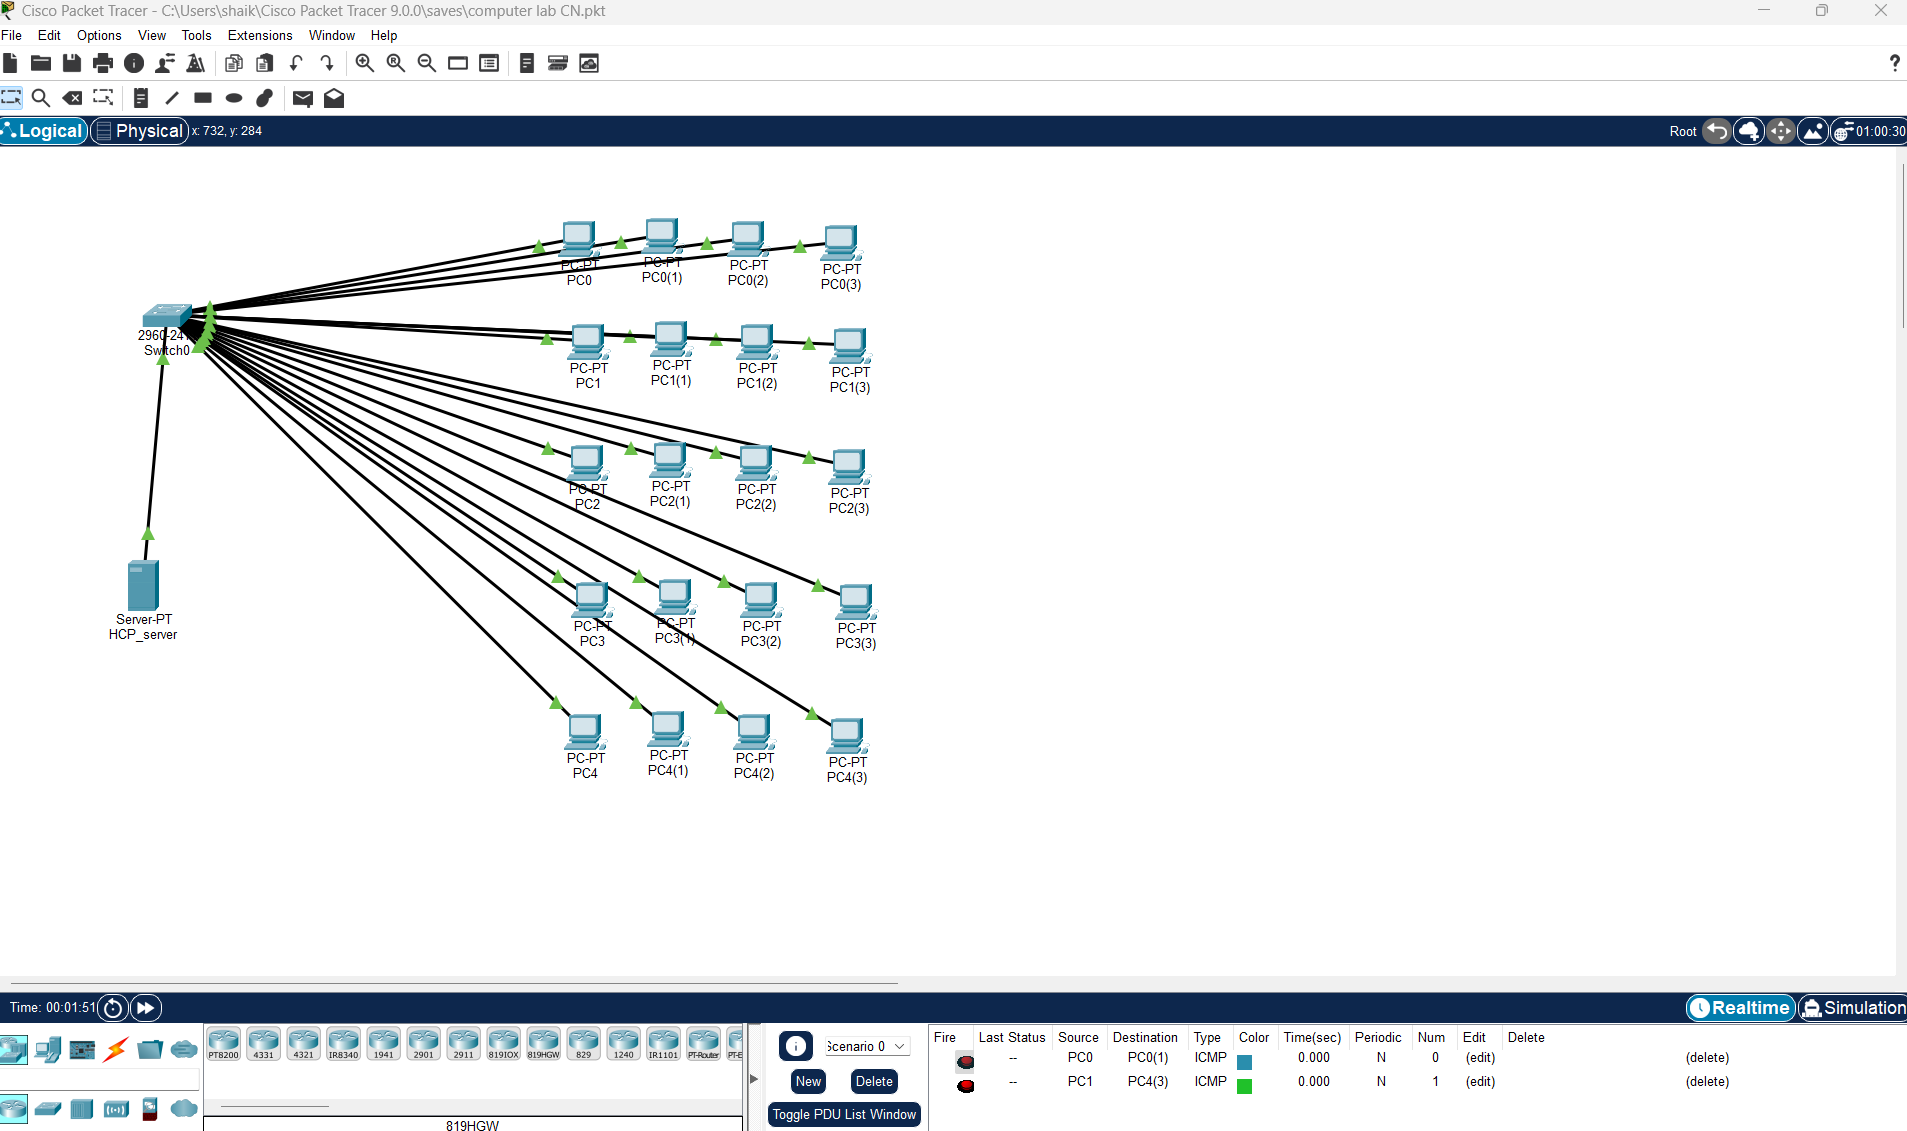 Cisco Packet Tracer - C:\Users\shaik\Cisco Packet Tracer 9.0.0\saves\computer lab CN.pkt
File Edit Options View Tools Extensions Window Help
?
Logical Physical x: 732, y: 284 Root 01:00:30
PC-PT PC-PT PC-PT PC-PT
PC0 PC0(1) PC0(2) PC0(3)
Switch0
PC-PT PC-PT PC-PT PC-PT
PC1 PC1(1) PC1(2) PC1(3)
PC-PT PC-PT PC-PT PC-PT
PC2 PC2(1) PC2(2) PC2(3)
Server-PT
HCP_server
PC-PT PC-PT PC-PT PC-PT
PC3 PC3(1) PC3(2) PC3(3)
PC-PT PC-PT PC-PT PC-PT
PC4 PC4(1) PC4(2) PC4(3)
Time: 00:01:51 Realtime Simulation
PT8200 4331 4321 IR8340 1941 2901 2911 819IOX 819HGW 829 1240 IR1101 PT-Router PT-E
819HGW
Scenario 0
New Delete
Toggle PDU List Window
Fire Last Status Source Destination Type Color Time(sec) Periodic Num Edit Delete
-- PC0 PC0(1) ICMP 0.000 N 0 (edit) (delete)
-- PC1 PC4(3) ICMP 0.000 N 1 (edit) (delete)